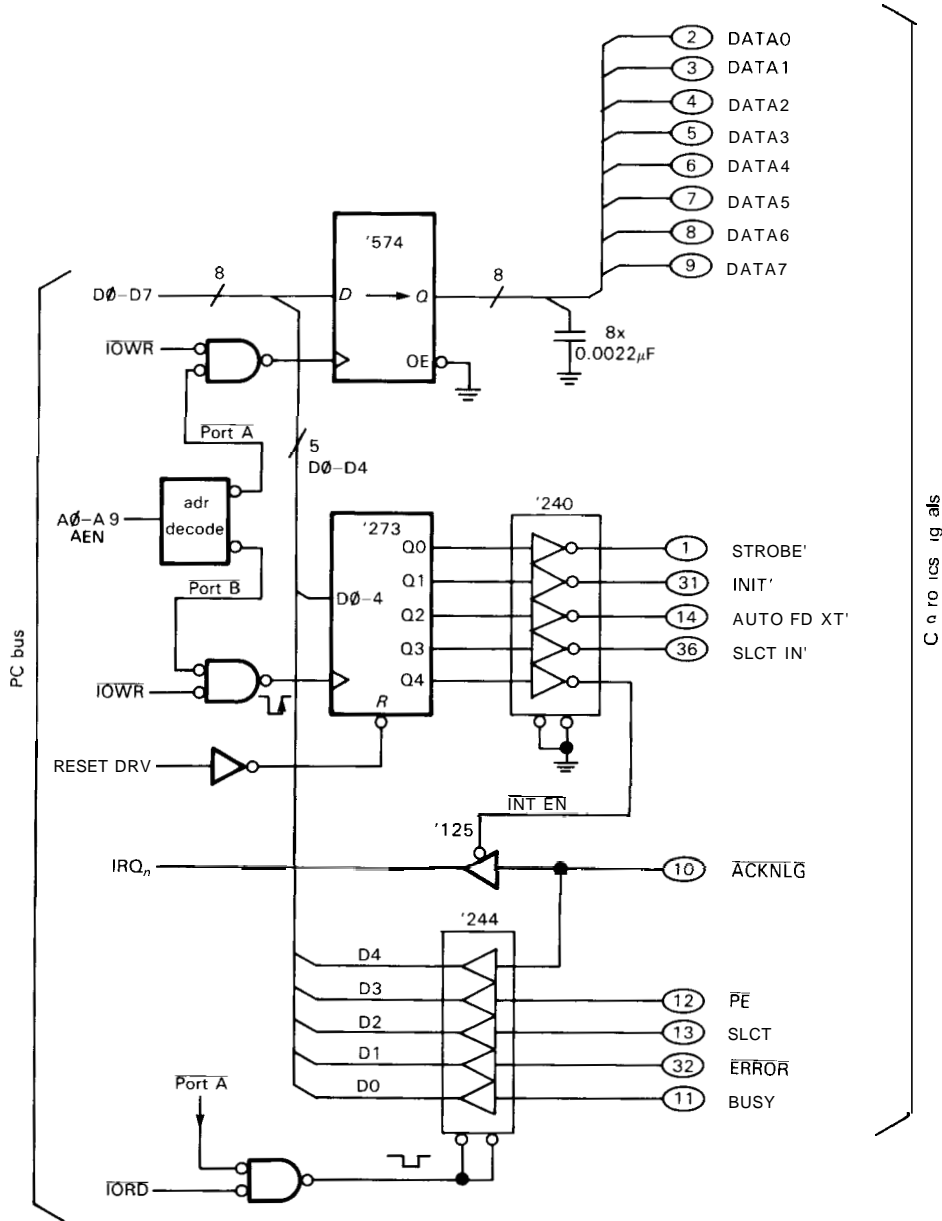 2 DATA0
3 DATA1
4 DATA2
5 DATA3
6 DATA4
7 DATA5
8 DATA6
9 DATA7
'574
8
8
DØ–D7
D Q
8x
0.0022µF
IOWR
OE
Port A
5
DØ–D4
adr
decode
AØ–A9
AEN
'273
'240
Q0
1 STROBE'
Q1
31 INIT'
Port B
DØ-4
Q2
14 AUTO FD XT'
Q3
36 SLCT IN'
Q4
PC bus
IOWR
R
RESET DRV
INT EN
'125
IRQn
10 ACKNLG
'244
D4
D3
12 PE
D2
13 SLCT
D1
32 ERROR
D0
11 BUSY
Port A
IORD